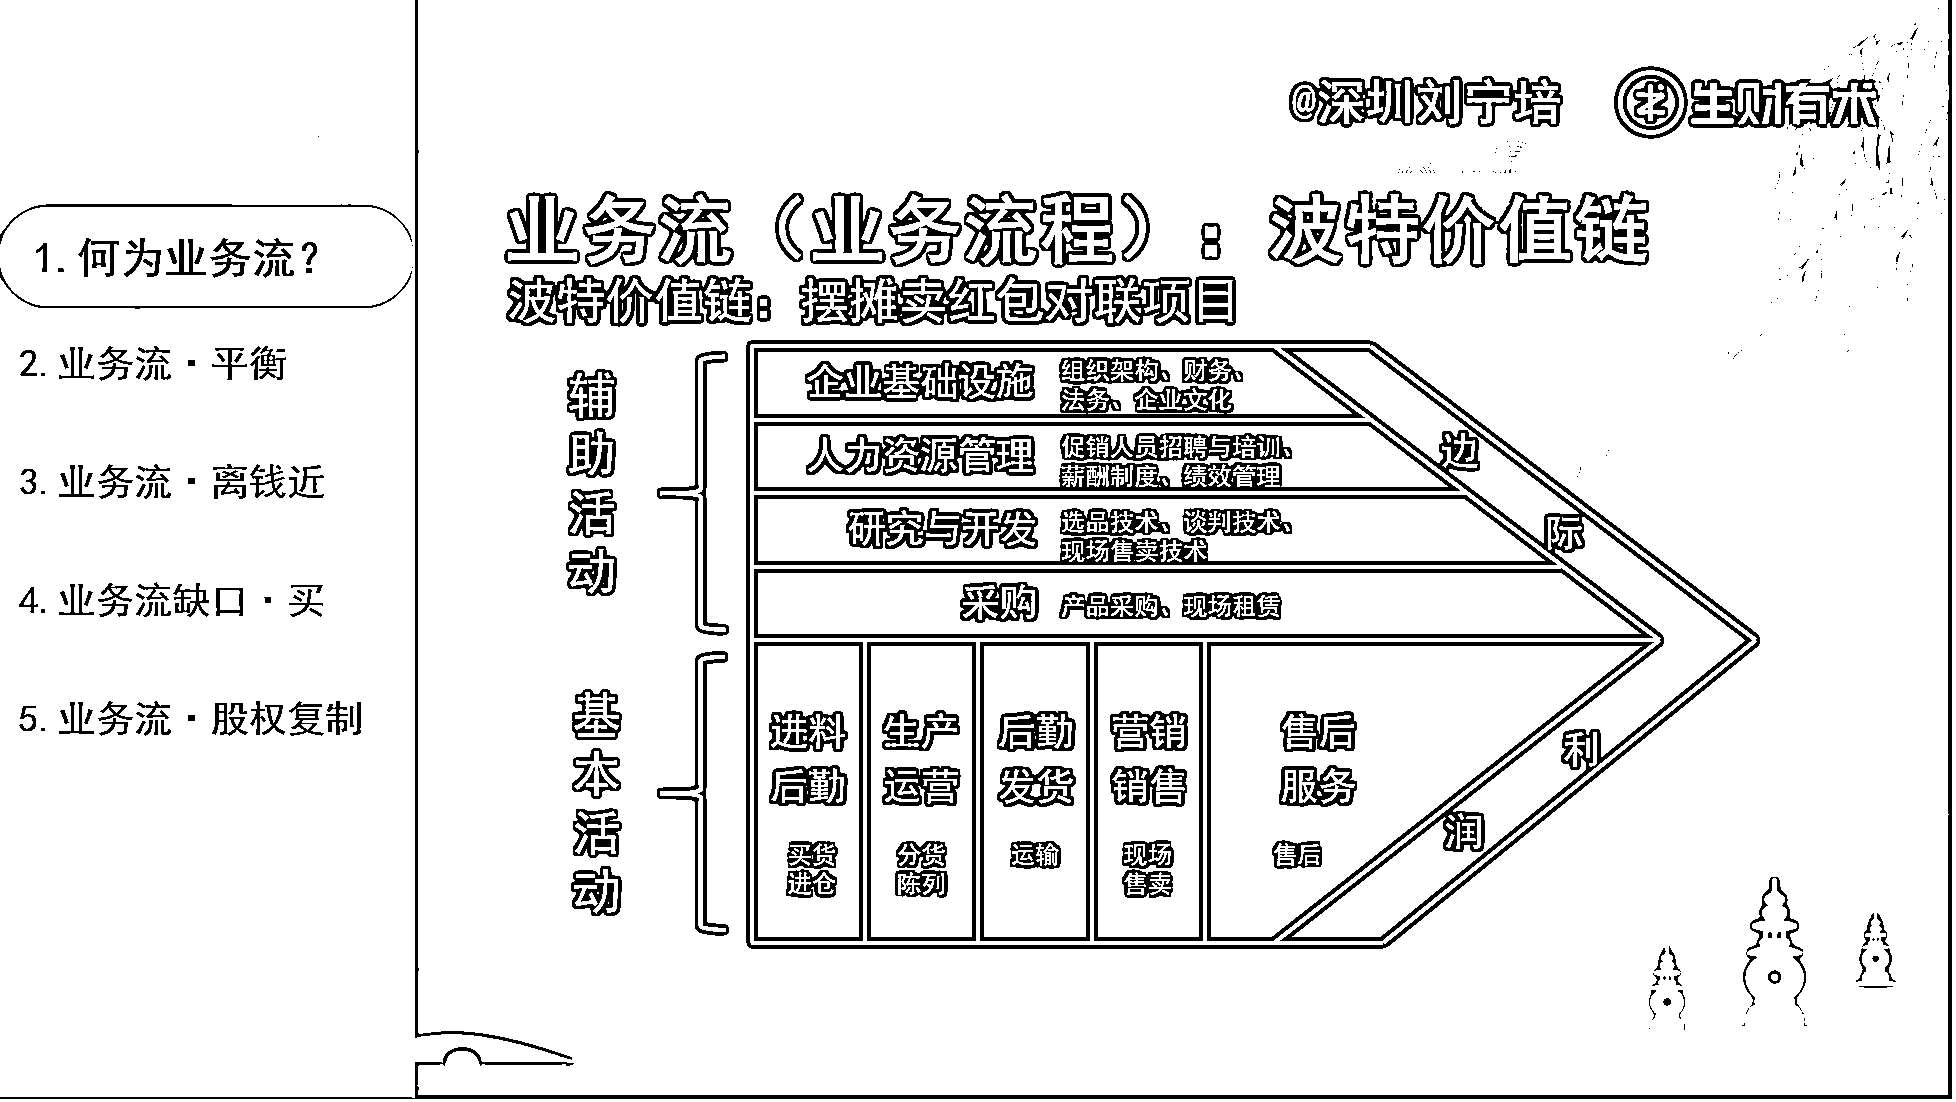 @深圳刘宁培 生财有术
1.何为业务流?
2.业务流·平衡
3.业务流·离钱近
4.业务流缺口·买
5.业务流·股权复制
业务流（业务流程）：波特价值链
波特价值链：摆摊卖红包对联项目
辅助活动
企业基础设施
组织架构、财务、
法务、企业文化
人力资源管理
促销人员招聘与培训、
薪酬制度、绩效管理
研究与开发
选品技术、谈判技术、
现场售卖技术
采购
产品采购、现场租赁
基本活动
进料
后勤
买货
进仓
生产
运营
分货
陈列
后勤
发货
运输
营销
销售
现场
售卖
售后
服务
售后
边际利润